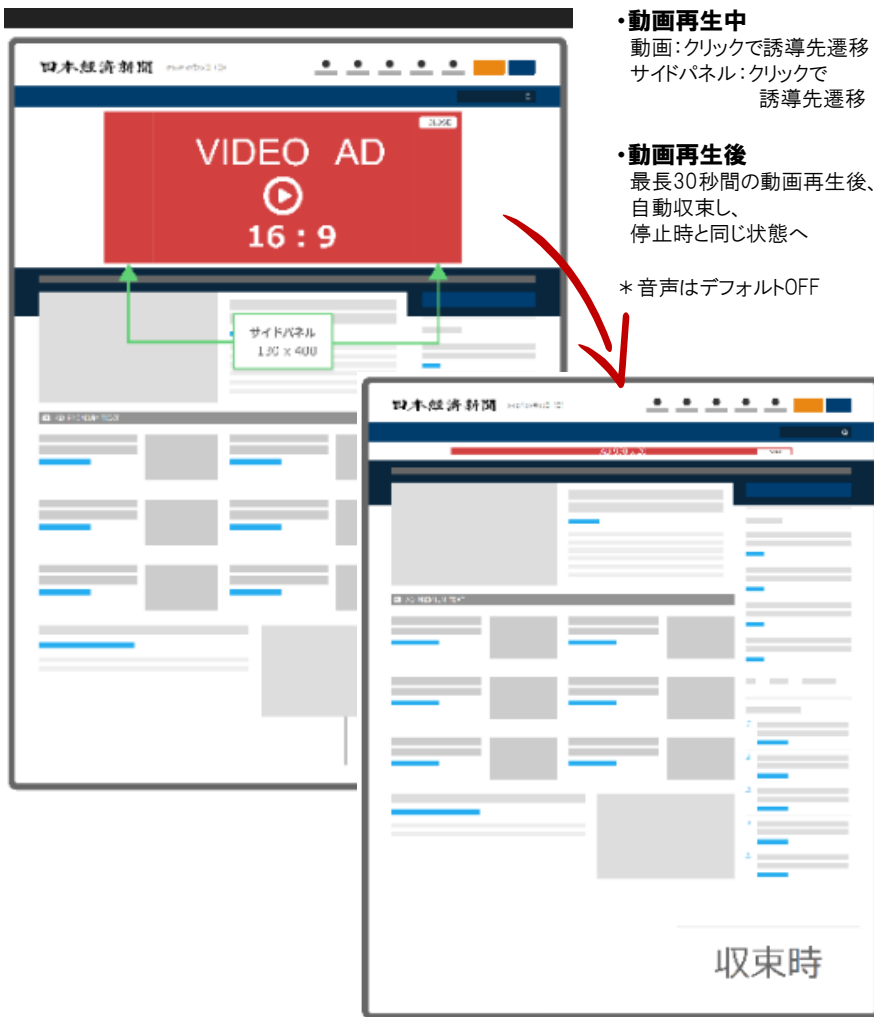 ・動画再生中
動画：クリックで誘導先遷移
サイドパネル：クリックで
誘導先遷移
・動画再生後
最長30秒間の動画再生後、
自動収束し、
停止時と同じ状態へ
＊音声はデフォルトOFF
日本経済新聞
CLOSE
VIDEO AD
16：9
サイドパネル
130 x 400
日本経済新聞
収束時